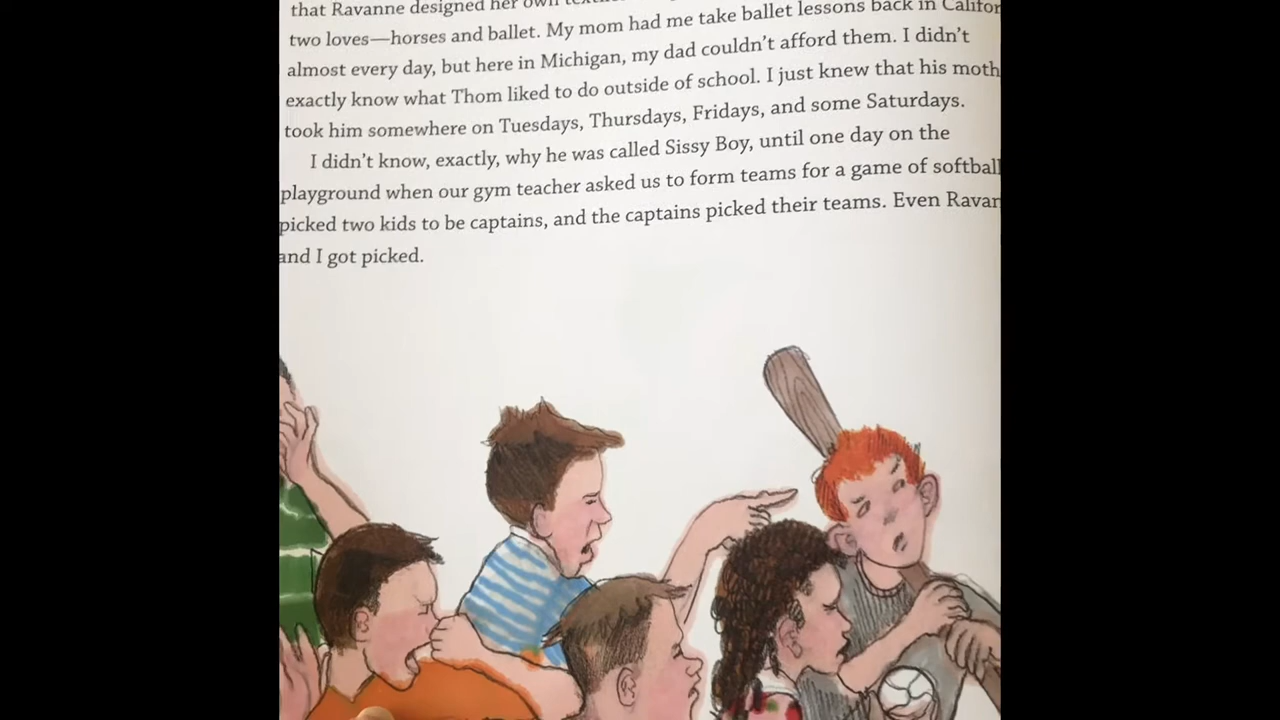 that Ravanne designed her own
two loves—horses and ballet. My mom had me take ballet lessons back in Califor
almost every day, but here in Michigan, my dad couldn't afford them. I didn't
exactly know what Thom liked to do outside of school. I just knew that his moth
took him somewhere on Tuesdays, Thursdays, Fridays, and some Saturdays.
I didn't know, exactly, why he was called Sissy Boy, until one day on the
playground when our gym teacher asked us to form teams for a game of softball
picked two kids to be captains, and the captains picked their teams. Even Ravan
and I got picked.